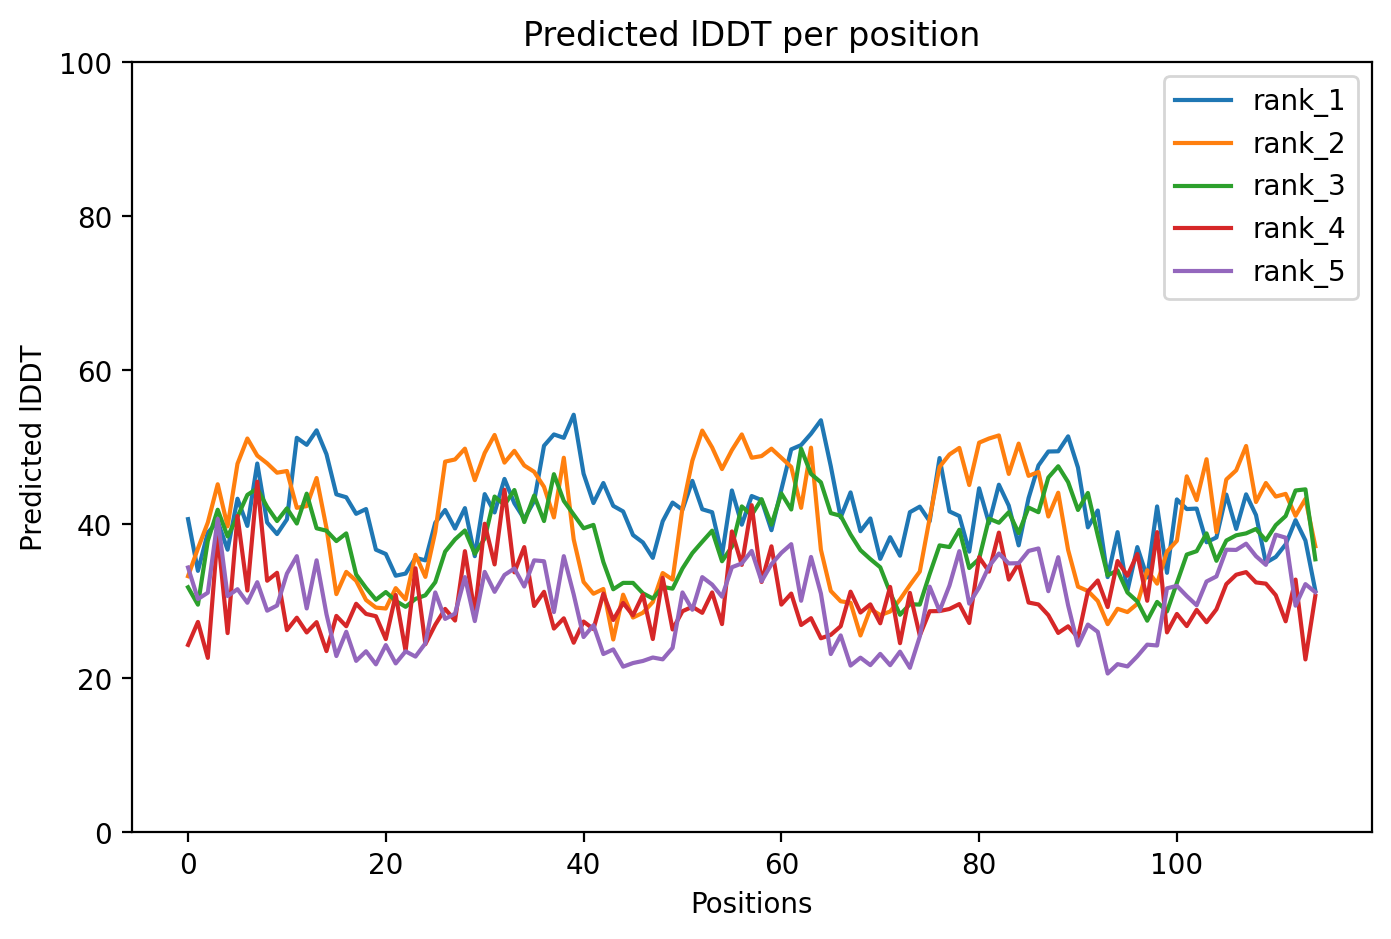 Predicted lDDT per position
100
80
60
40
20
0
Predicted lDDT
0 20 40 60 80 100
Positions
rank_1
rank_2
rank_3
rank_4
rank_5